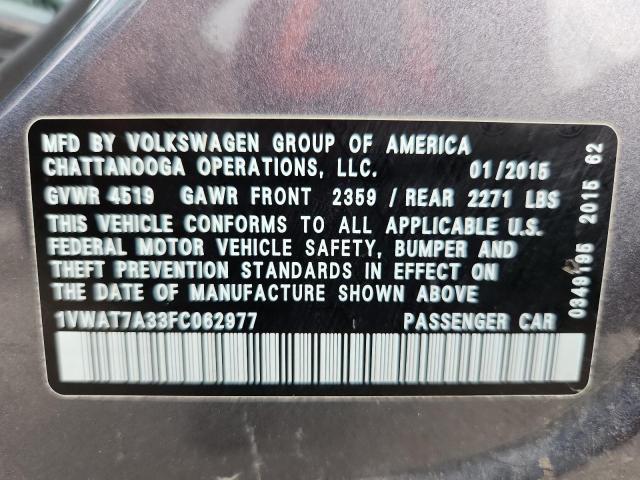 MFD BY VOLKSWAGEN GROUP OF AMERICA
CHATTANOOGA OPERATIONS, LLC. 01/2015
GVWR 4519 GAWR FRONT 2359 / REAR 2271 LBS
THIS VEHICLE CONFORMS TO ALL APPLICABLE U.S.
FEDERAL MOTOR VEHICLE SAFETY, BUMPER AND
THEFT PREVENTION STANDARDS IN EFFECT ON
THE DATE OF MANUFACTURE SHOWN ABOVE.
1VWAT7A33FC062977 PASSENGER CAR
0349195 2015 62